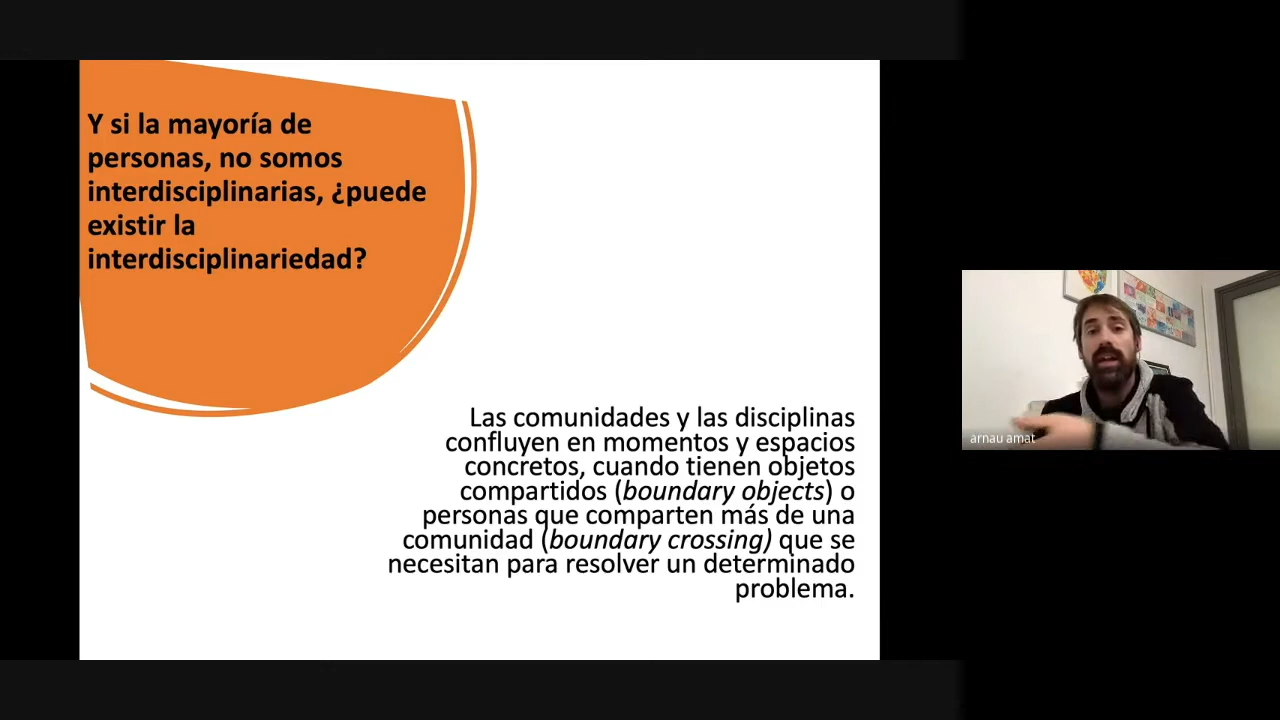 Y si la mayoría de
personas, no somos
interdisciplinarias, ¿puede
existir la
interdisciplinariedad?
Las comunidades y las disciplinas
confluyen en momentos y espacios
concretos, cuando tienen objetos
compartidos (boundary objects) o
personas que comparten más de una
comunidad (boundary crossing) que se
necesitan para resolver un determinado
problema.
arnau amat